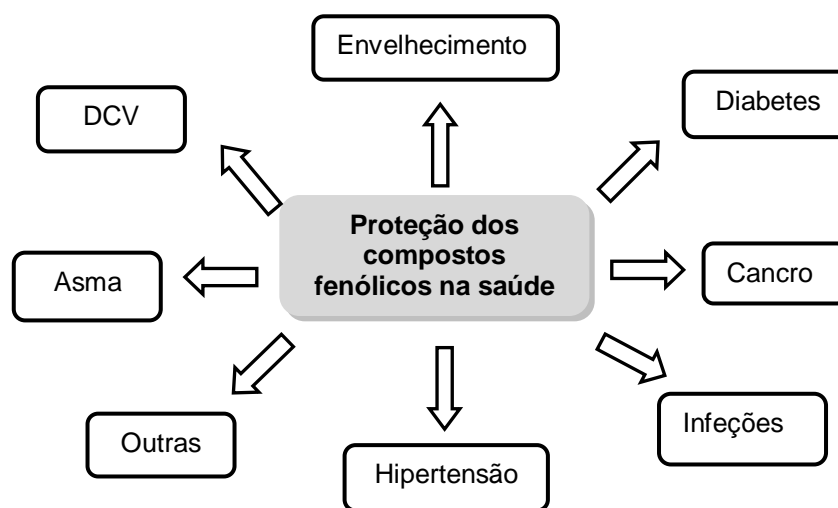 Envelhecimento
DCV
Diabetes
Proteção dos
compostos
fenólicos na saúde
Asma
Cancro
Outras
Infeções
Hipertensão